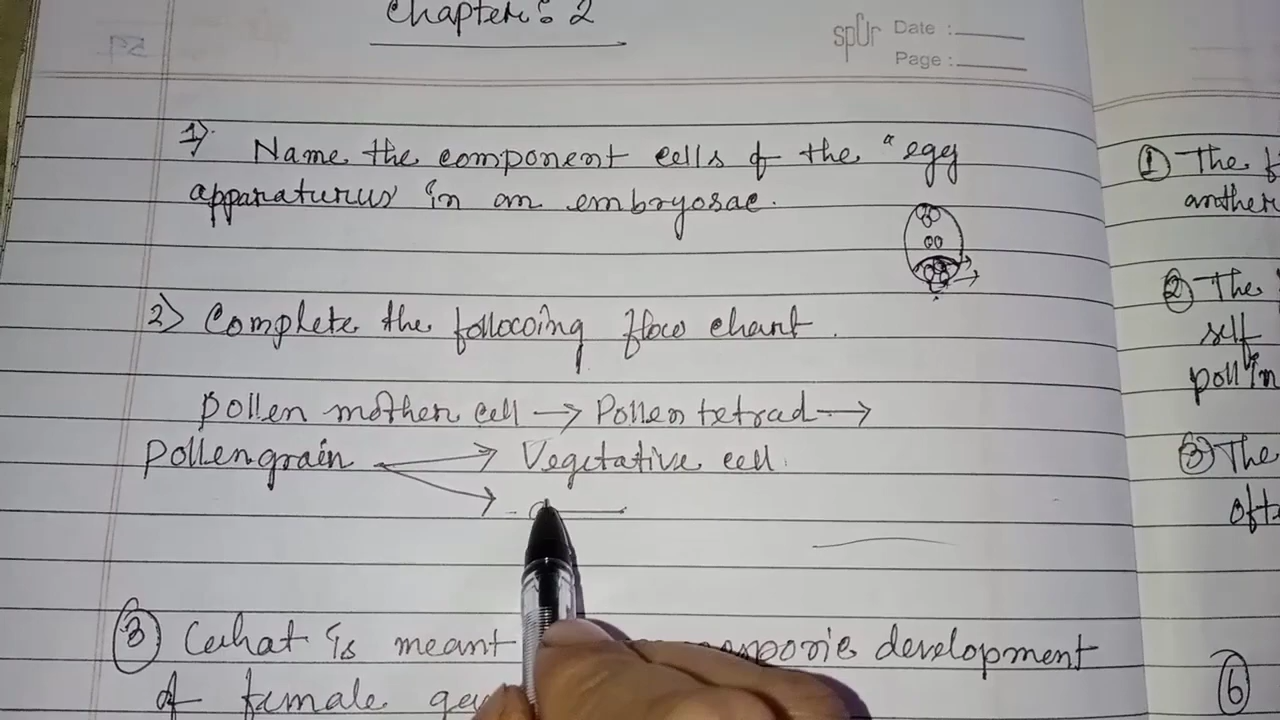 Chapter: 2
spur Date :
Page :
1) Name the component cells of the "egg
apparaturus in an embryosac.
2) Complete the following flow chart.
Pollen mother cell → Pollen tetrad →
Pollengrain → Vegetative cell.
→
3 What is meant
development
of female
1 The
anther
2 The
self
pollin
3 The
ofte
6